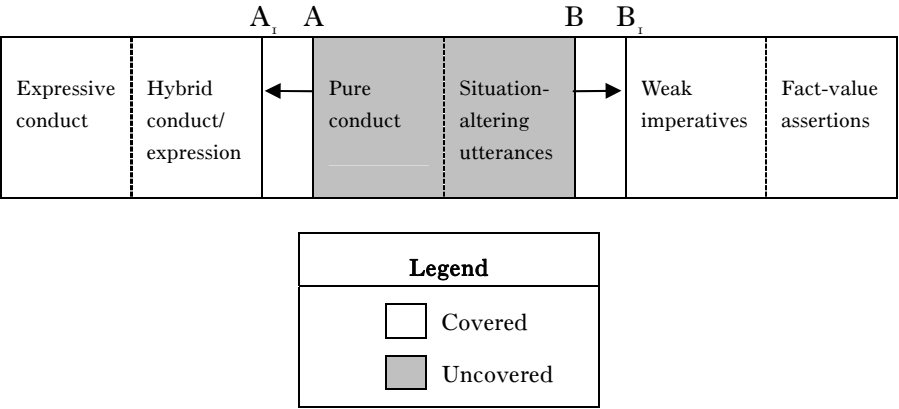 A₁ A B B₁
Expressive conduct
Hybrid conduct/ expression
Pure conduct
Situation-altering utterances
Weak imperatives
Fact-value assertions
Legend
Covered
Uncovered